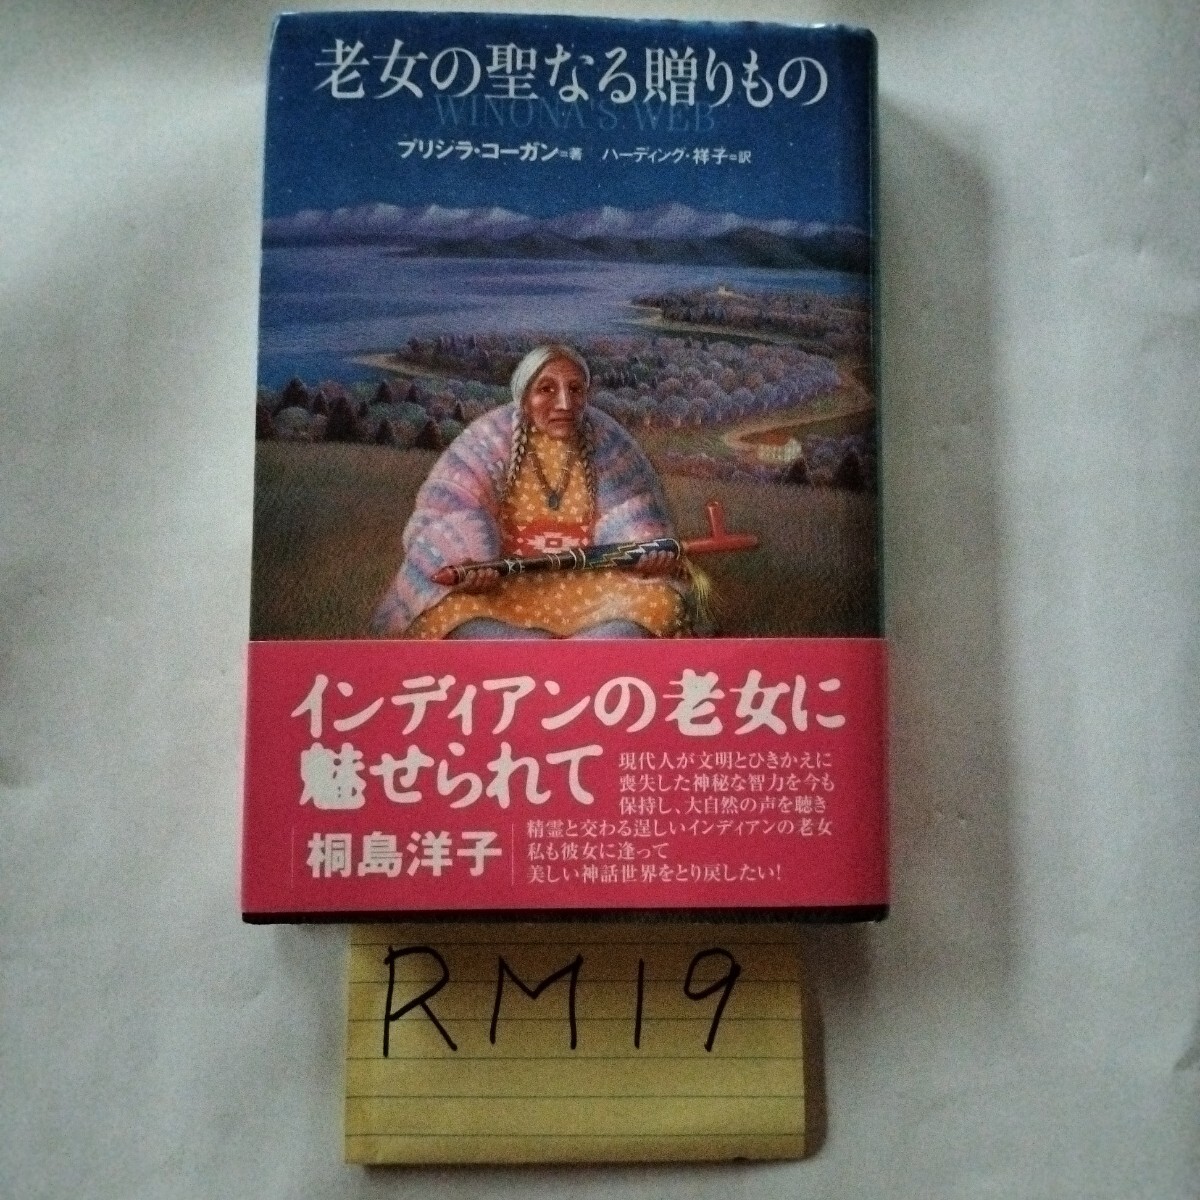 老女の聖なる贈りもの
WINONA'S WEB
プリシラ・コーガン=著 ハーディング・祥子=訳
インディアンの老女に
魅せられて
桐島洋子
現代人が文明とひきかえに
喪失した神秘な智力を今も
保持し、大自然の声を聴き
精霊と交わる逞しいインディアンの老女
私も彼女に逢って
美しい神話世界をとり戻したい!
RM19